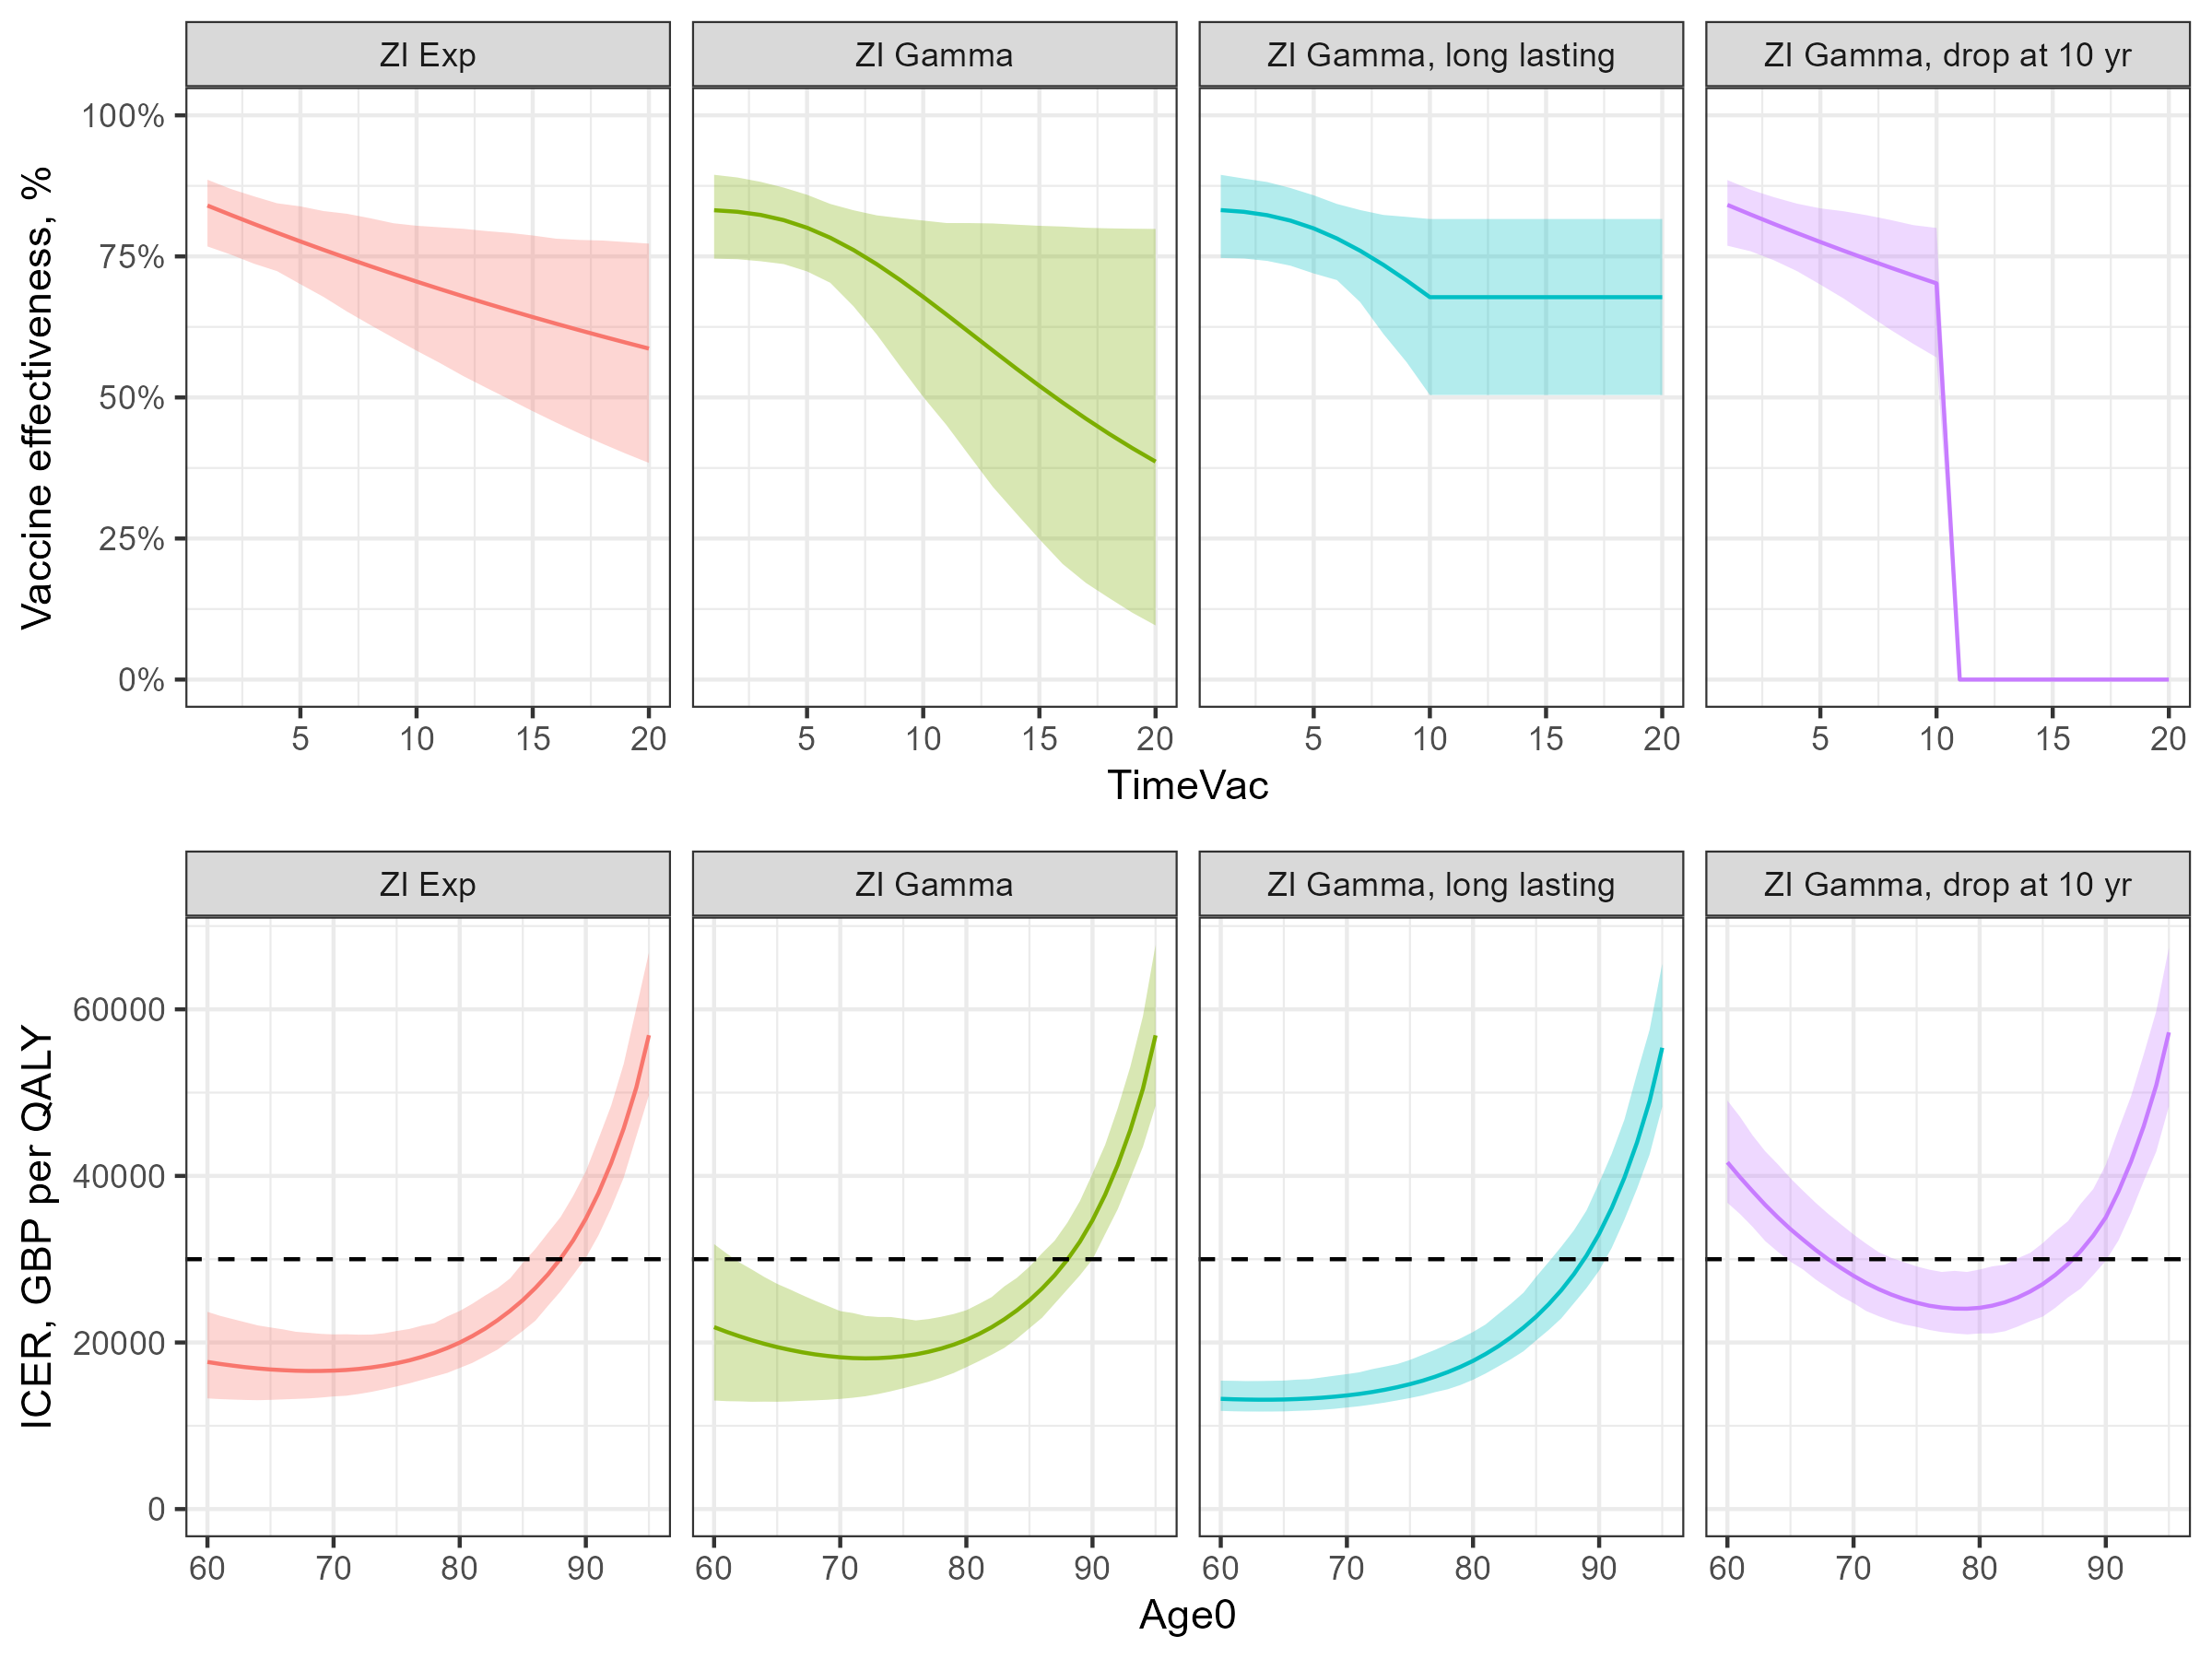 ZI Exp
ZI Gamma
ZI Gamma, long lasting
ZI Gamma, drop at 10 yr
Vaccine effectiveness, %
100%
75%
50%
25%
0%
5 10 15 20
5 10 15 20
5 10 15 20
5 10 15 20
TimeVac
ZI Exp
ZI Gamma
ZI Gamma, long lasting
ZI Gamma, drop at 10 yr
ICER, GBP per QALY
60000
40000
20000
0
60 70 80 90
60 70 80 90
60 70 80 90
60 70 80 90
Age0